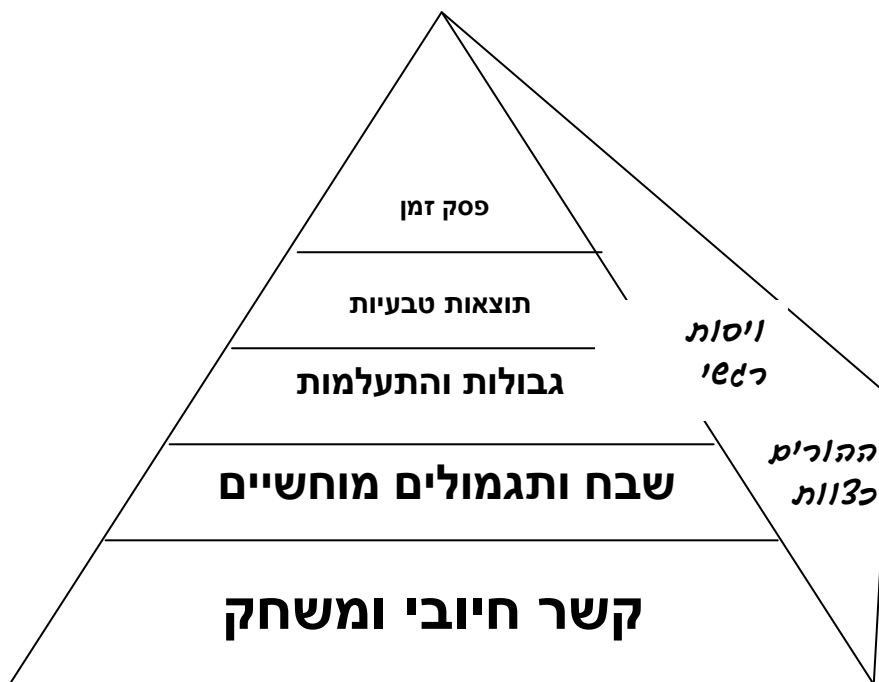 פסק זמן
תוצאות טבעיות
גבולות והתעלמות
שבח ותגמולים מוחשיים
קשר חיובי ומשחק
ויסות
רגשי
ההורים
כצוות